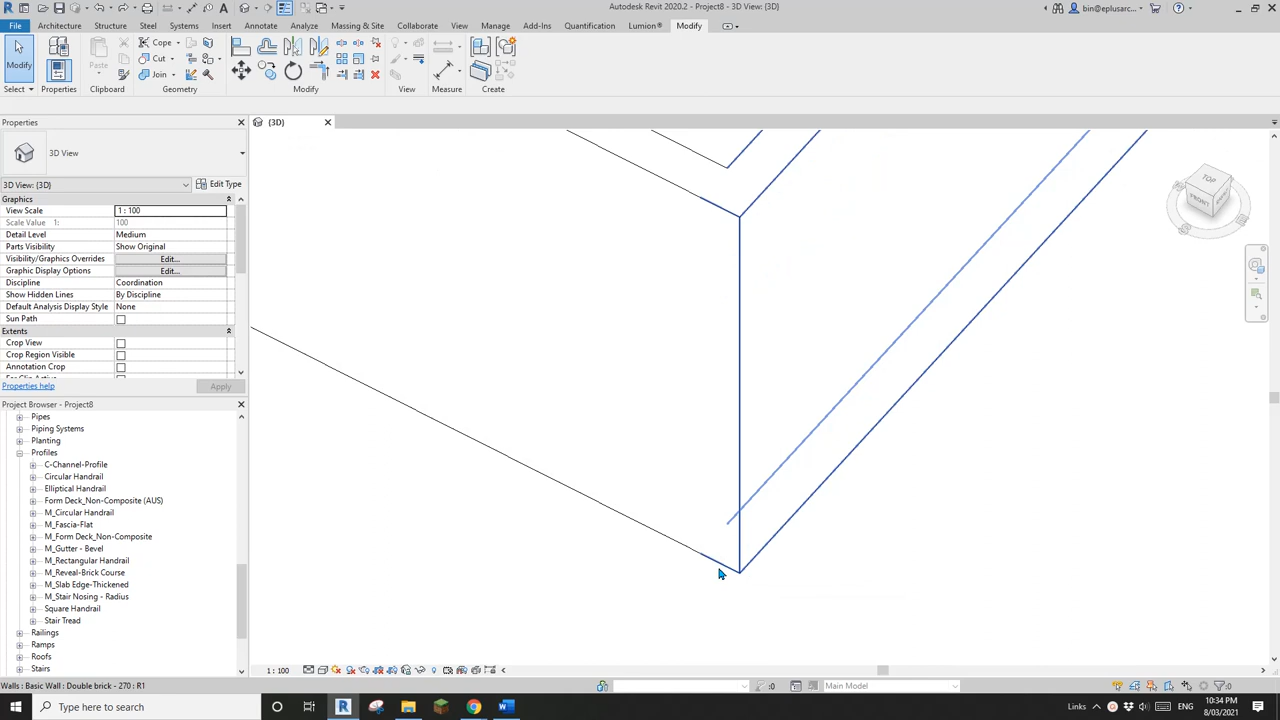 Autodesk Revit 2020.2 - Project8 - 3D View: {3D}
bin@eplusarc...
File Architecture Structure Steel Systems Insert Annotate Analyze Massing & Site Collaborate View Manage Add-Ins Quantification Lumion® Modify
Modify
Paste
Cope
Cut
Join
Select Properties Clipboard Geometry Modify View Measure Create
Properties
{3D}
3D View
3D View: {3D} Edit Type
Graphics
View Scale 1 : 100
Scale Value 1: 100
Detail Level Medium
Parts Visibility Show Original
Visibility/Graphics Overrides Edit...
Graphic Display Options Edit...
Discipline Coordination
Show Hidden Lines By Discipline
Default Analysis Display Style None
Sun Path
Extents
Crop View
Crop Region Visible
Annotation Crop
Properties help Apply
Project Browser - Project8
Pipes
Piping Systems
Planting
Profiles
C-Channel-Profile
Circular Handrail
Elliptical Handrail
Form Deck_Non-Composite (AUS)
M_Circular Handrail
M_Fascia-Flat
M_Form Deck_Non-Composite
M_Gutter - Bevel
M_Rectangular Handrail
M_Reveal-Brick Course
M_Slab Edge-Thickened
M_Stair Nosing - Radius
Square Handrail
Stair Tread
Railings
Ramps
Roofs
Stairs
TOP
FRONT
1 : 100
Walls : Basic Wall : Double brick - 270 : R1
:0
Main Model
:0
Type here to search
Links
ENG
10:34 PM
8/03/2021